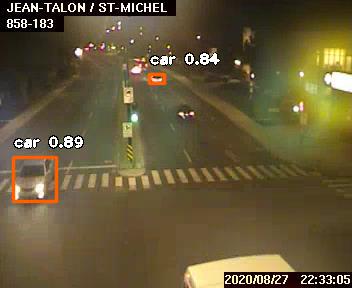 JEAN-TALON / ST-MICHEL
858-183
car 0.84
car 0.89
2020/08/27 22:33:05